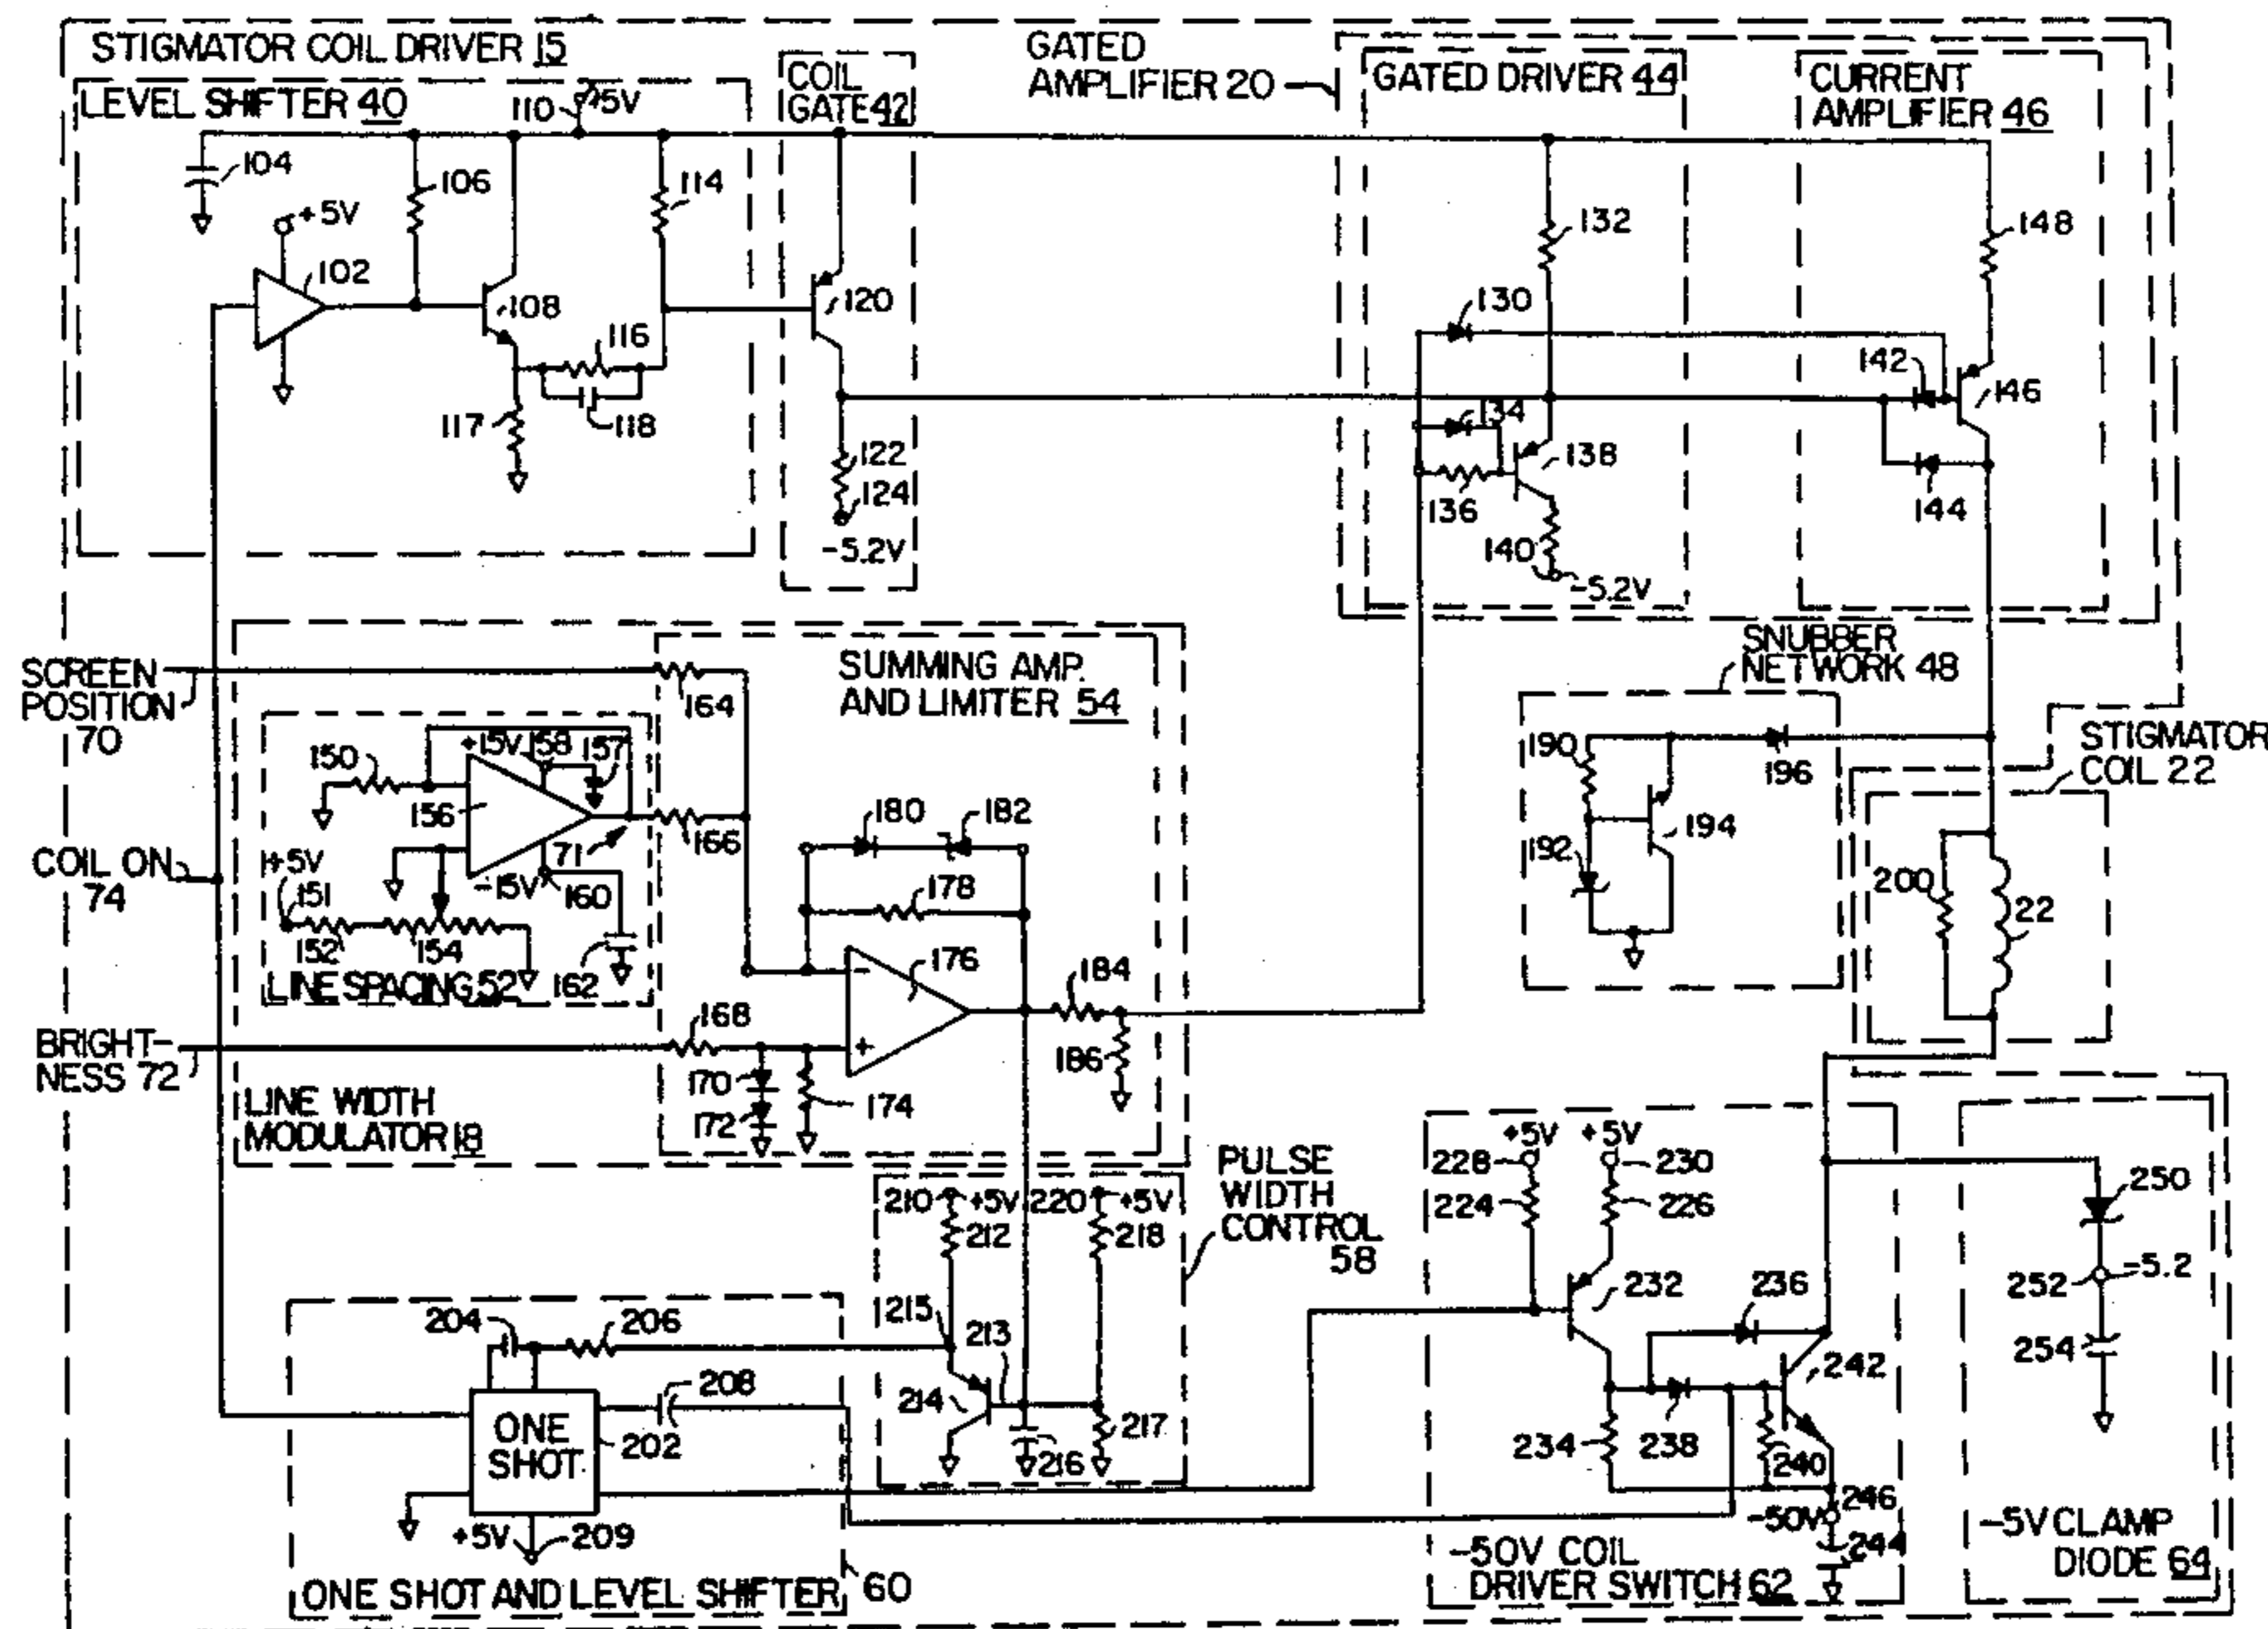 STIGMATOR COIL DRIVER 15
LEVEL SHIFTER 40
110
COIL
GATE 42
GATED
AMPLIFIER 20
GATED DRIVER 44
CURRENT
AMPLIFIER 46
104
106
114
132
148
+5V
102
108
120
130
116
142
146
117
118
134
122
138
124
136
144
-5.2V
140
-5.2V
SNUBBER
NETWORK 48
SCREEN
POSITION
70
164
SUMMING AMP.
AND LIMITER 54
STIGMATOR
COIL 22
150
+15V
158
157
190
196
156
166
180
182
194
COIL ON
74
+5V
151
71
-15V
160
178
192
200
22
152
154
162
LINE SPACING 52
176
184
BRIGHT-
NESS 72
168
186
170
172
174
LINE WIDTH
MODULATOR 18
-
+
PULSE
WIDTH
CONTROL
58
210
+5V
220
+5V
212
218
+5V
+5V
228
230
224
226
250
232
236
252
-5.2
204
206
215
213
254
242
208
214
217
216
ONE
SHOT
202
234
238
240
246
-50V
244
+5V
209
ONE SHOT AND LEVEL SHIFTER
60
-50V COIL
DRIVER SWITCH 62
-5V CLAMP
DIODE 64